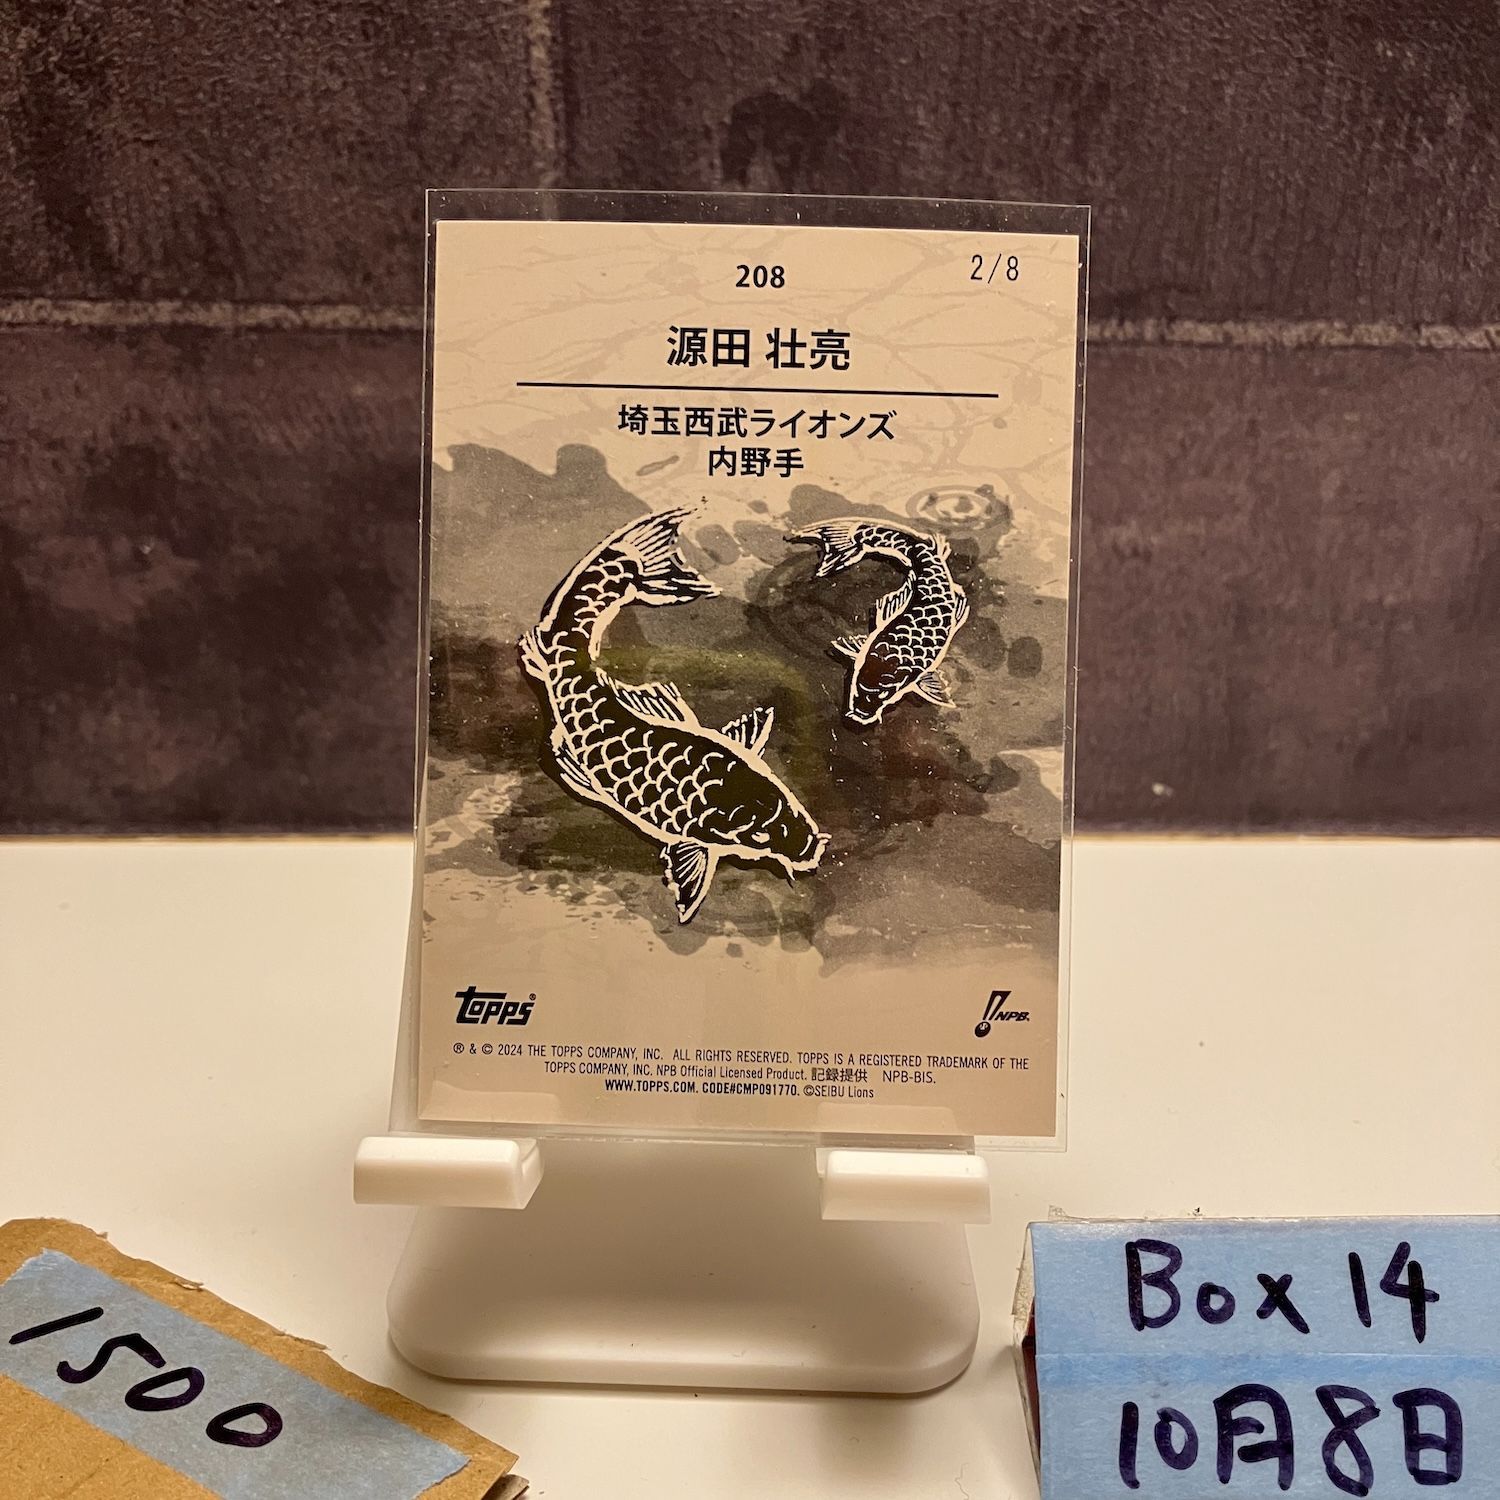 208
2/8
源田 壮亮
埼玉西武ライオンズ
内野手
topps®
NPB
® & © 2024 THE TOPPS COMPANY, INC. ALL RIGHTS RESERVED. TOPPS IS A REGISTERED TRADEMARK OF THE
TOPPS COMPANY, INC. NPB Official Licensed Product. 記録提供 NPB-BIS.
WWW.TOPPS.COM. CODE#CMP091770. ©SEIBU Lions
1500
Box 14
10月8日